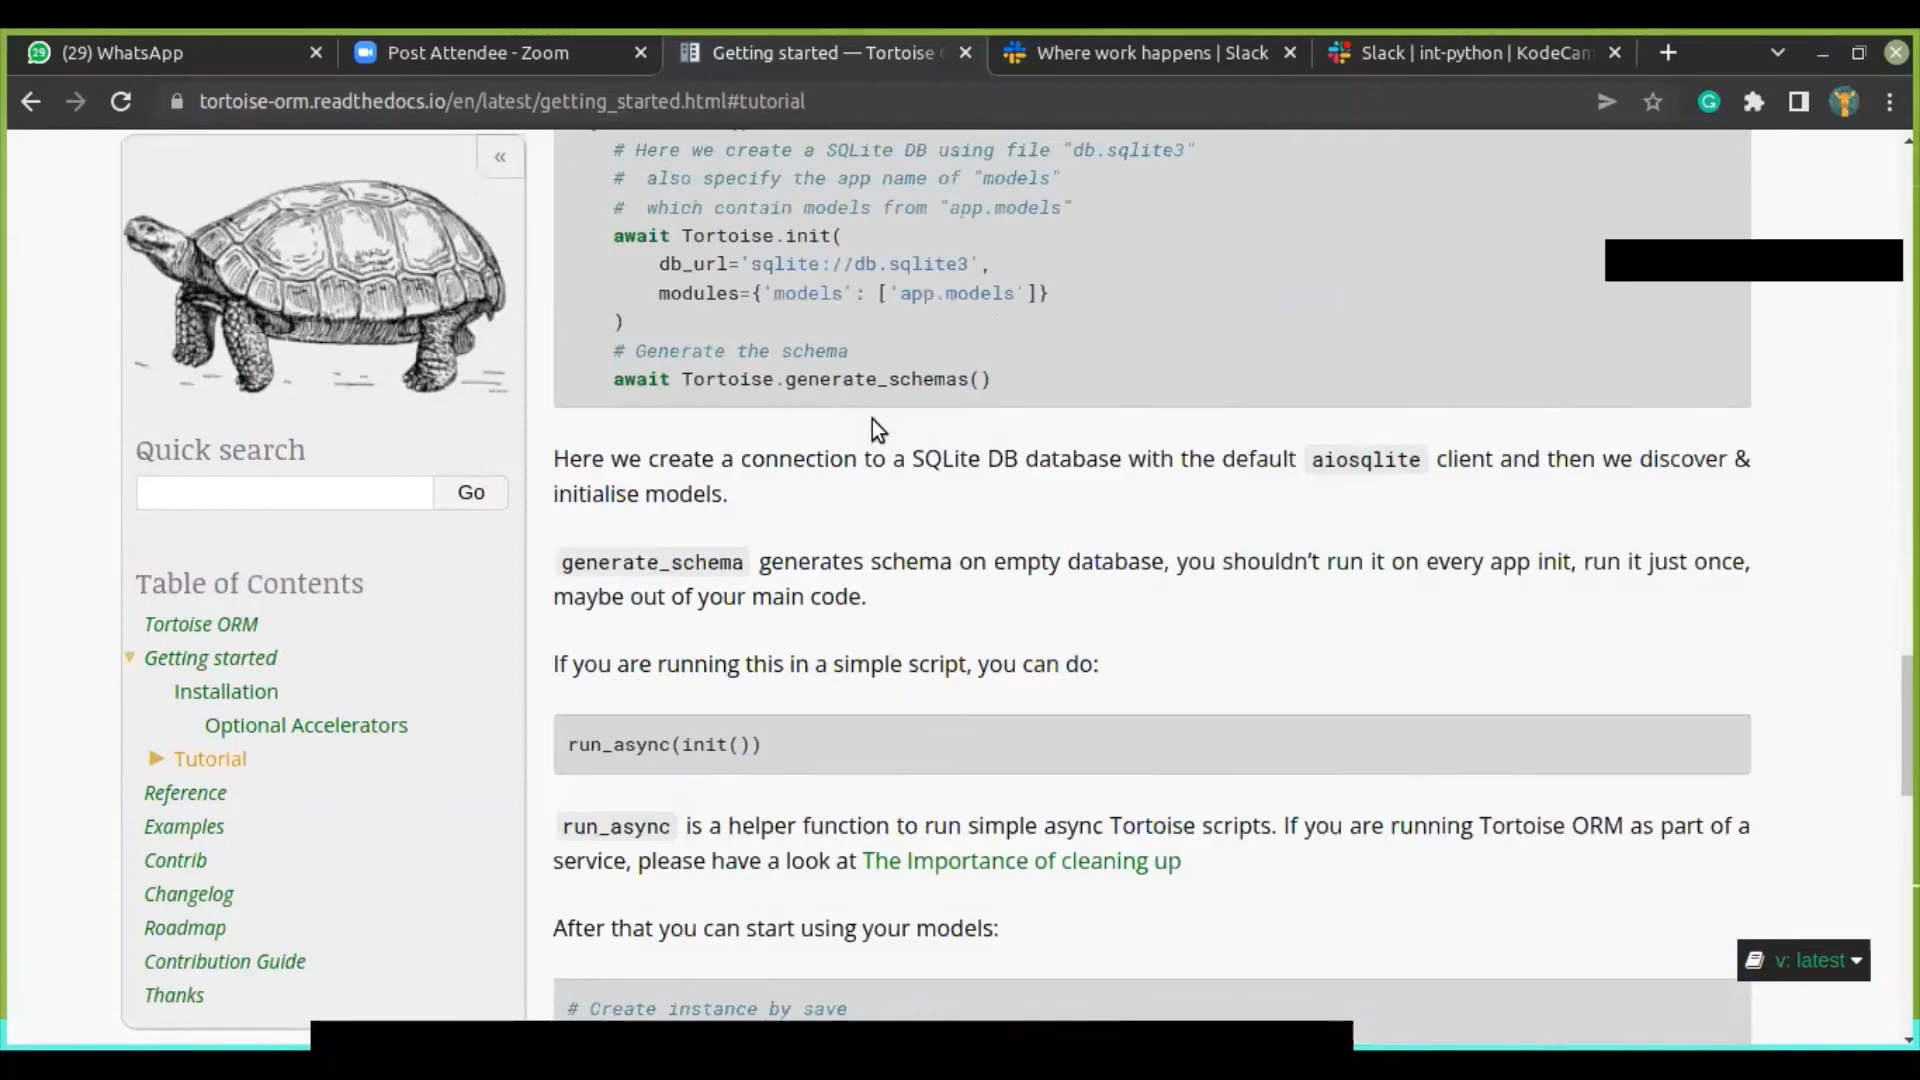 29
(29) WhatsApp
Post Attendee - Zoom
Getting started — Tortoise
Where work happens | Slack
Slack | int-python | KodeCam
tortoise-orm.readthedocs.io/en/latest/getting_started.html#tutorial
«
Quick search
Go
Table of Contents
Tortoise ORM
Getting started
Installation
Optional Accelerators
Tutorial
Reference
Examples
Contrib
Changelog
Roadmap
Contribution Guide
Thanks
# Here we create a SQLite DB using file "db.sqlite3"
#  also specify the app name of "models"
#  which contain models from "app.models"
await Tortoise.init(
db_url='sqlite://db.sqlite3',
modules={'models': ['app.models']}
)
# Generate the schema
await Tortoise.generate_schemas()
Here we create a connection to a SQLite DB database with the default aiosqlite client and then we discover &
initialise models.
generate_schema generates schema on empty database, you shouldn’t run it on every app init, run it just once,
maybe out of your main code.
If you are running this in a simple script, you can do:
run_async(init())
run_async is a helper function to run simple async Tortoise scripts. If you are running Tortoise ORM as part of a
service, please have a look at The Importance of cleaning up
After that you can start using your models:
# Create instance by save
v: latest